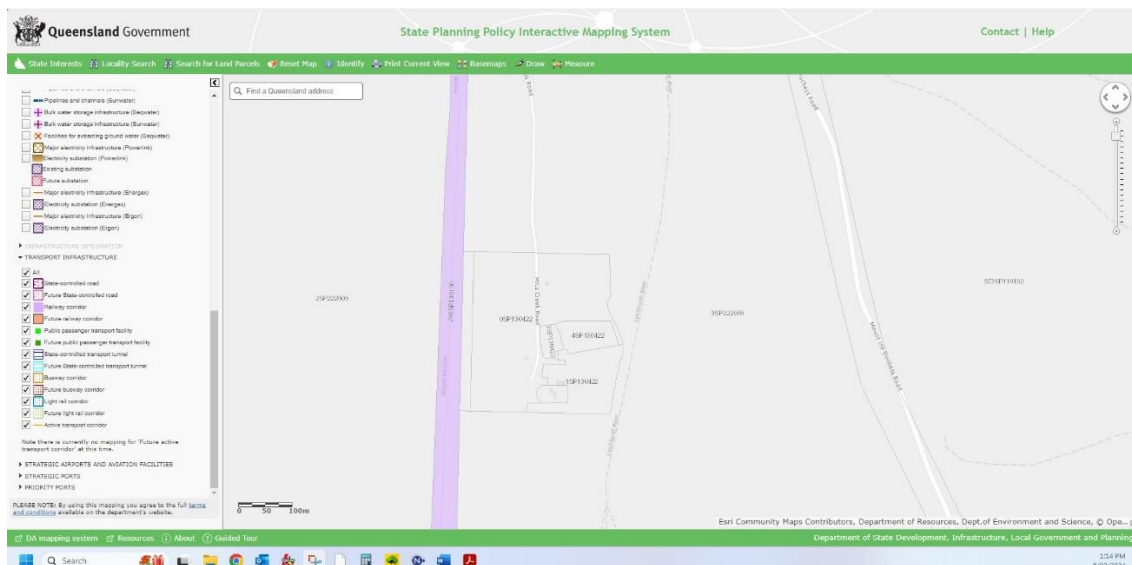 Queensland Government
State Planning Policy Interactive Mapping System
Contact | Help
State Interests Locality Search Search for Land Parcels Reset Map Identify Print Current View Basemaps Draw Measure
Find a Queensland address
Pipelines and channels (Sunwater)
Bulk water storage infrastructure (Seqwater)
Bulk water storage infrastructure (Sunwater)
Facilities for extracting ground water (Seqwater)
Major electricity infrastructure (Powerlink)
Electricity substation (Powerlink)
Existing substation
Future substation
Major electricity infrastructure (Energex)
Electricity substation (Energex)
Major electricity infrastructure (Ergon)
Electricity substation (Ergon)
INFRASTRUCTURE INTEGRATION
TRANSPORT INFRASTRUCTURE
All
State-controlled road
Future State-controlled road
Railway corridor
Future railway corridor
Public passenger transport facility
Future public passenger transport facility
State-controlled transport tunnel
Future State-controlled transport tunnel
Busway corridor
Future busway corridor
Light rail corridor
Future light rail corridor
Active transport corridor
Note there is currently no mapping for 'Future active
transport corridor' at this time.
STRATEGIC AIRPORTS AND AVIATION FACILITIES
STRATEGIC PORTS
PRIORITY PORTS
PLEASE NOTE: By using this mapping you agree to the full terms
and conditions available on the department's website.
2SP222005
0SP130422
Mica Creek Road
4SP130422
1SP130422
3SP222005
Duchess Road
Mount Isa Duchess Road
0 50 100m
Esri Community Maps Contributors, Department of Resources, Dept.of Environment and Science, © Ope...
DA mapping system Resources About Guided Tour
Department of State Development, Infrastructure, Local Government and Planning
Search
2:14 PM